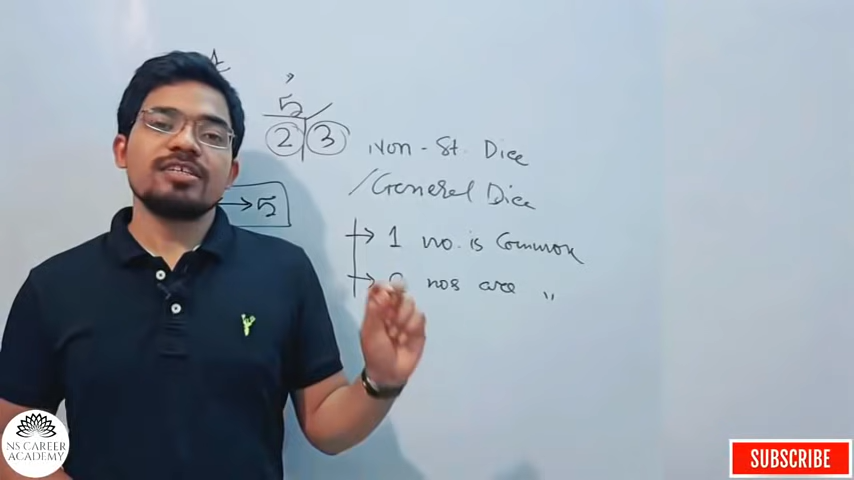 5
2 3
Non-St. Dice
/General Dice
→ 5
→ 1 no. is Common
→ nos are "
NS CAREER
ACADEMY
SUBSCRIBE